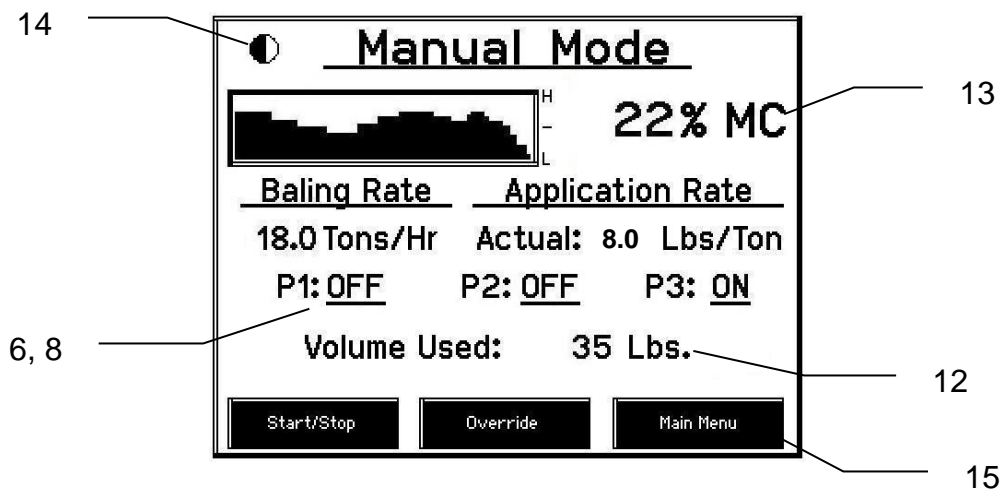 14
Manual Mode
H
13
22% MC
–
L
Baling Rate Application Rate
18.0 Tons/Hr Actual: 8.0 Lbs/Ton
P1: OFF P2: OFF P3: ON
6, 8
Volume Used: 35 Lbs.
12
Start/Stop Override Main Menu
15